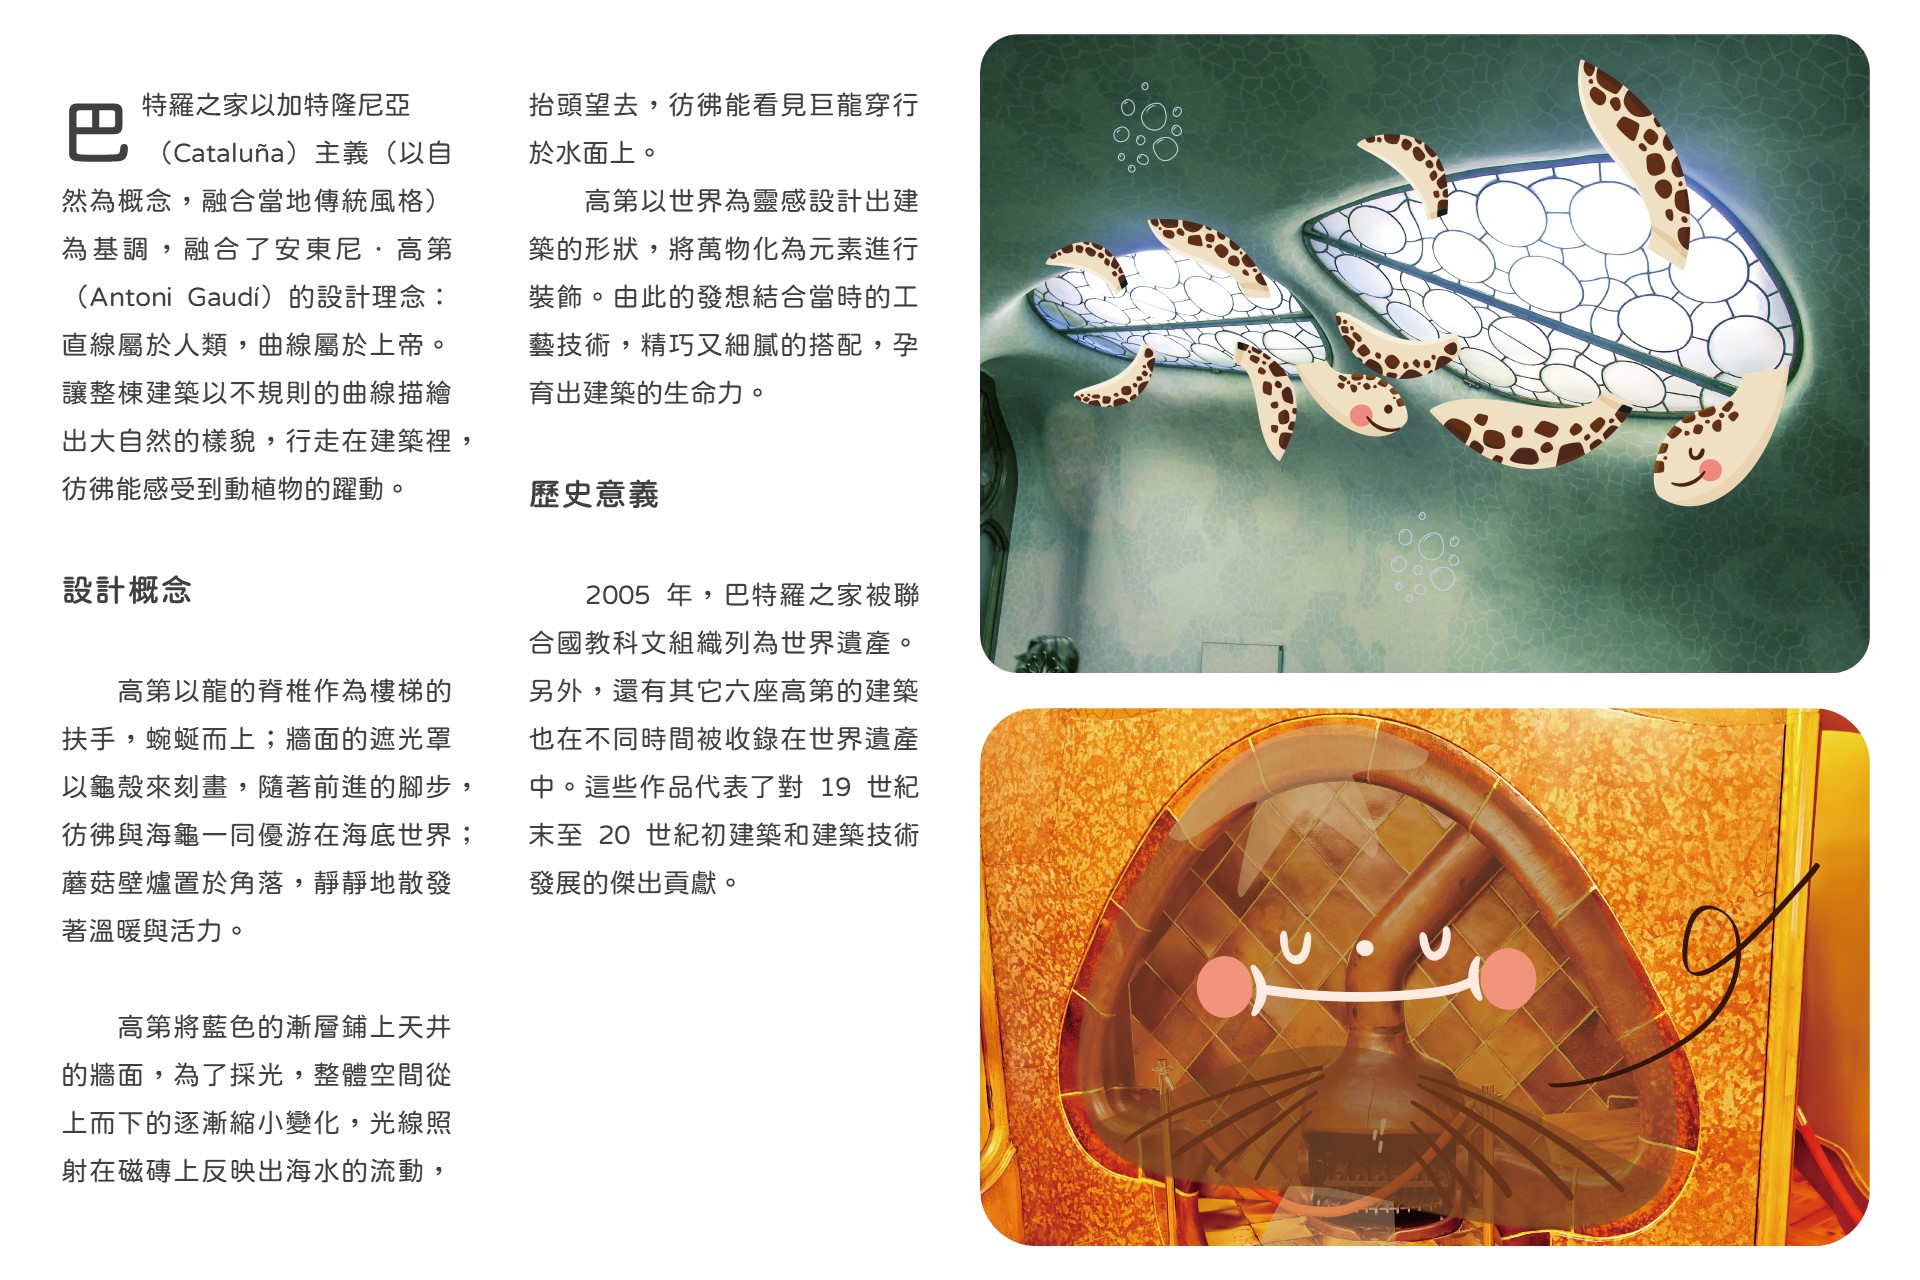 巴特羅之家以加特隆尼亞
（Cataluña）主義（以自
然為概念，融合當地傳統風格）
為基調，融合了安東尼·高第
（Antoni Gaudí）的設計理念：
直線屬於人類，曲線屬於上帝。
讓整棟建築以不規則的曲線描繪
出大自然的樣貌，行走在建築裡，
彷彿能感受到動植物的躍動。
設計概念
高第以龍的脊椎作為樓梯的
扶手，蜿蜒而上；牆面的遮光罩
以龜殼來刻畫，隨著前進的腳步，
彷彿與海龜一同優游在海底世界；
蘑菇壁爐置於角落，靜靜地散發
著溫暖與活力。
高第將藍色的漸層鋪上天井
的牆面，為了採光，整體空間從
上而下的逐漸縮小變化，光線照
射在磁磚上反映出海水的流動，
抬頭望去，彷彿能看見巨龍穿行
於水面上。
高第以世界為靈感設計出建
築的形狀，將萬物化為元素進行
裝飾。由此的發想結合當時的工
藝技術，精巧又細膩的搭配，孕
育出建築的生命力。
歷史意義
2005 年，巴特羅之家被聯
合國教科文組織列為世界遺產。
另外，還有其它六座高第的建築
也在不同時間被收錄在世界遺產
中。這些作品代表了對 19 世紀
末至 20 世紀初建築和建築技術
發展的傑出貢獻。